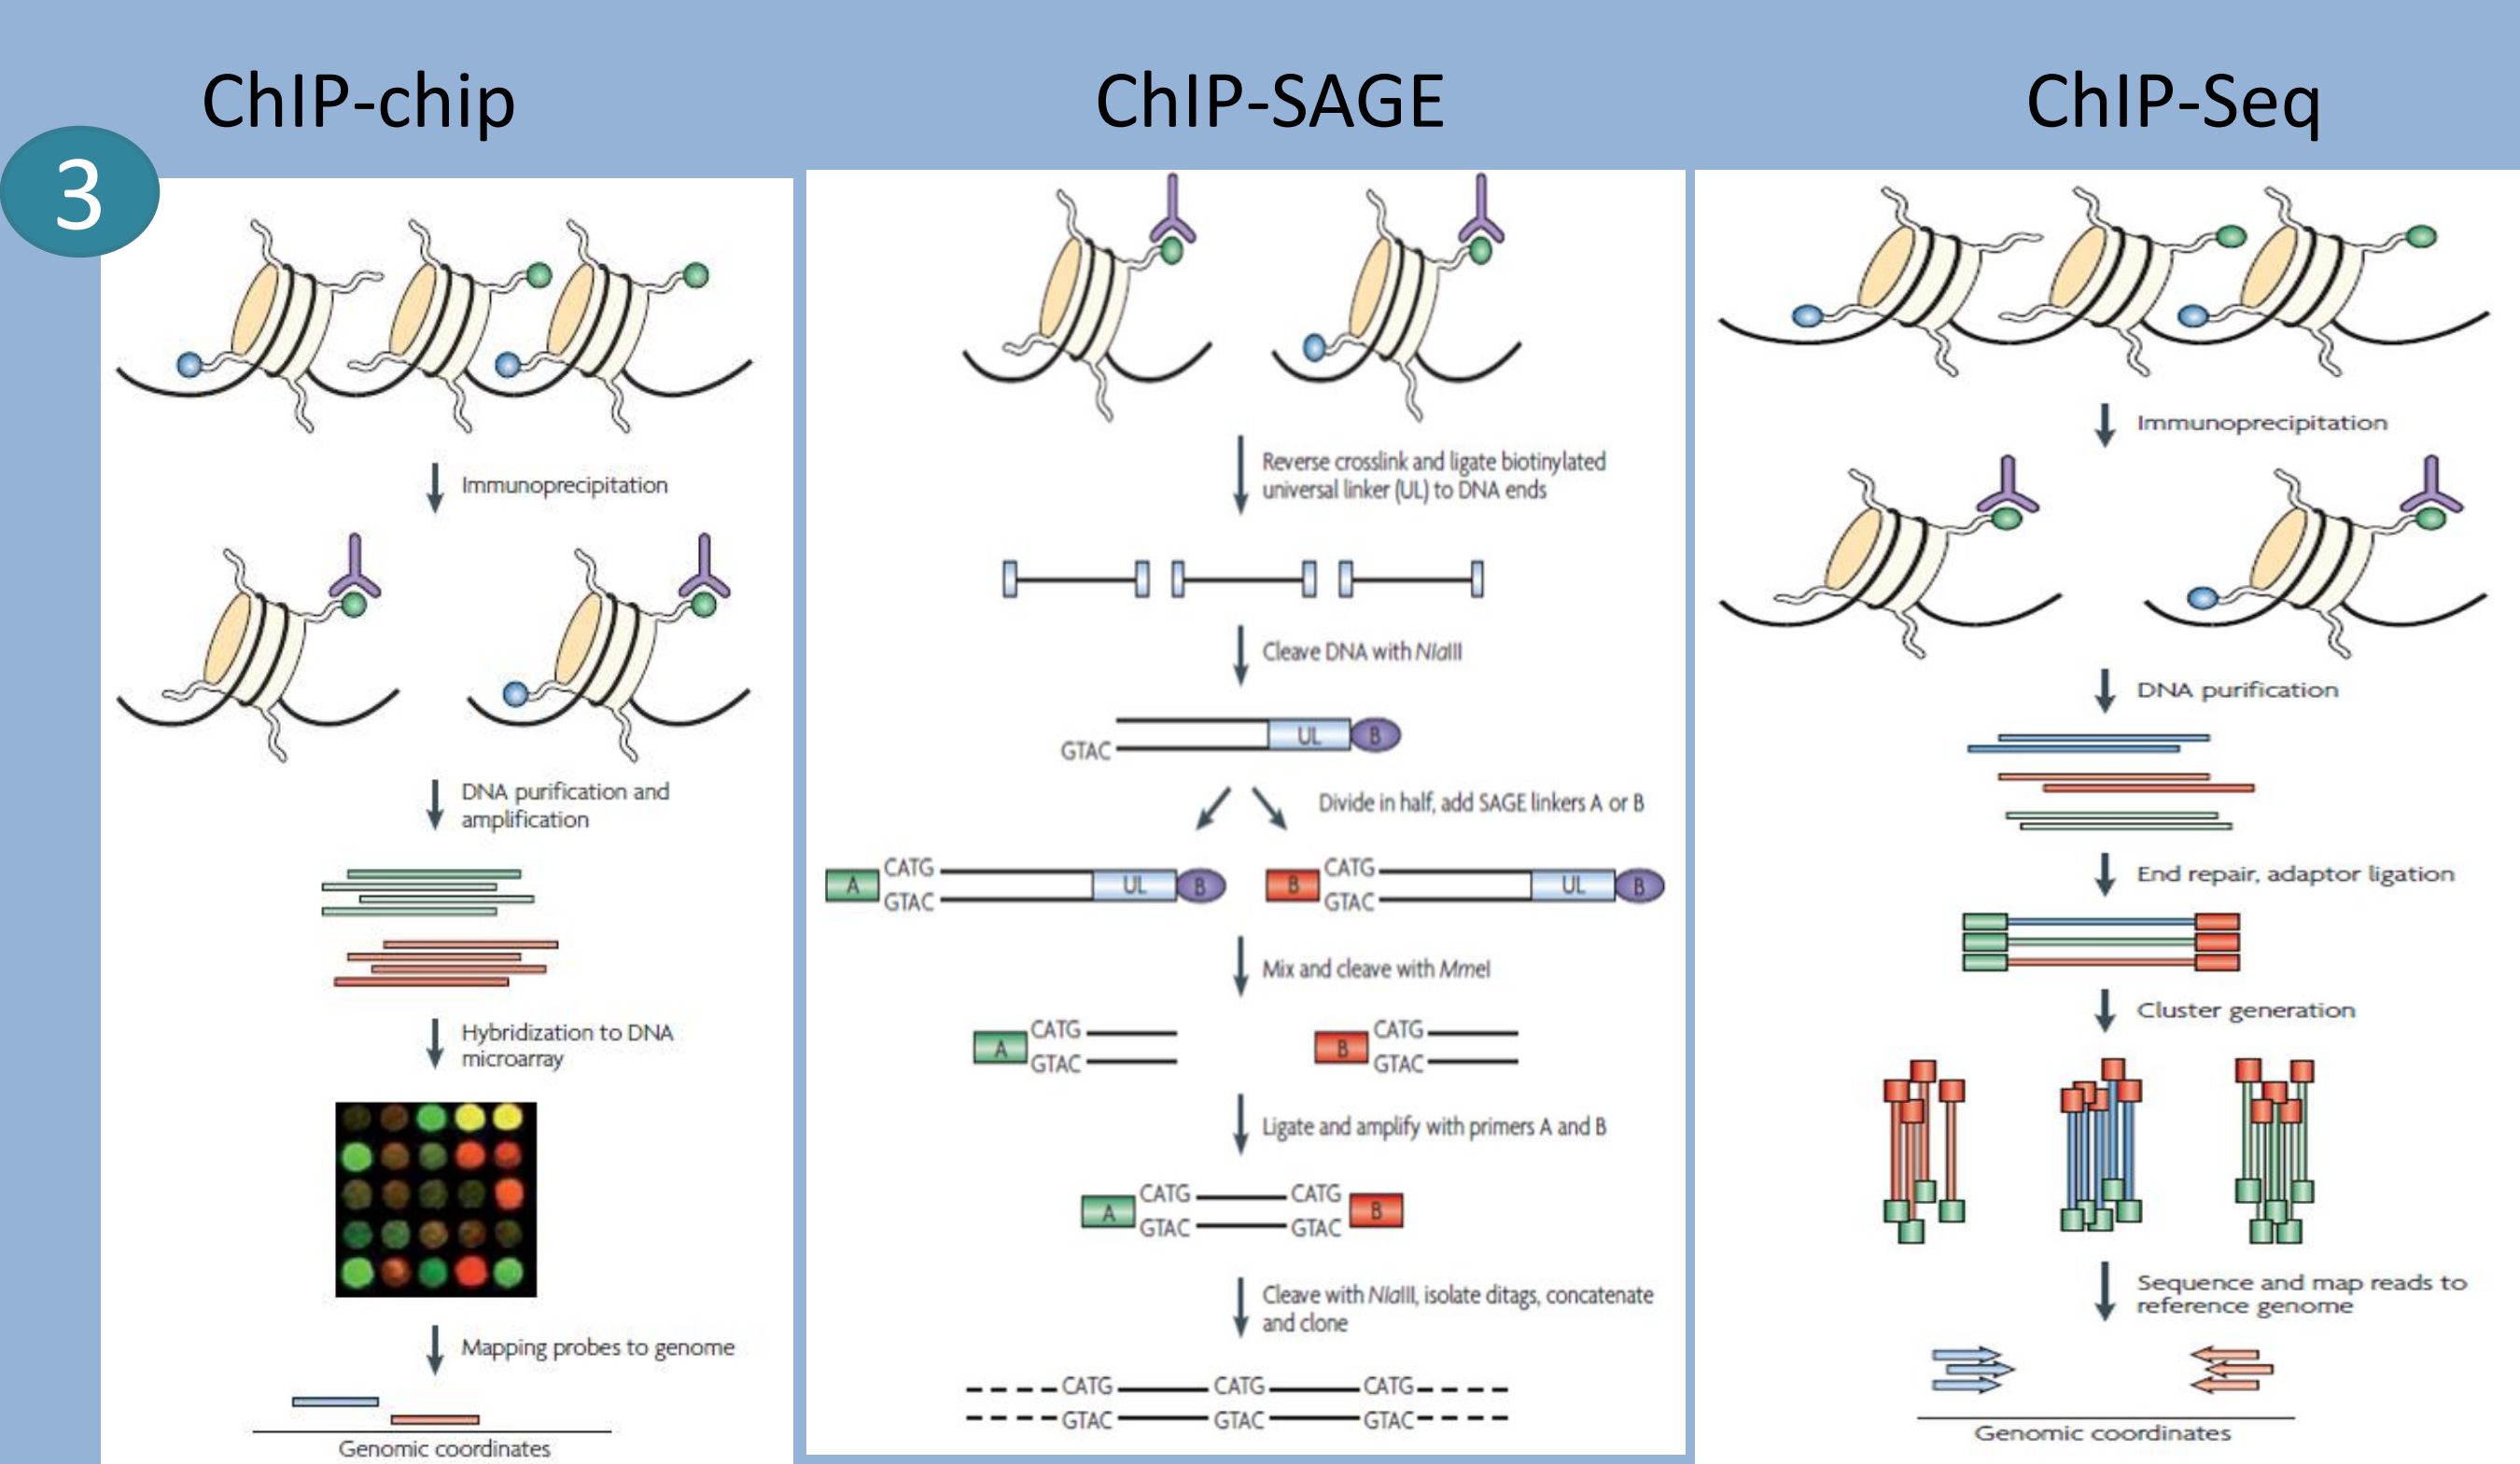 ChIP-chip
ChIP-SAGE
ChIP-Seq
3
Immunoprecipitation
DNA purification and
amplification
Hybridization to DNA
microarray
Mapping probes to genome
Genomic coordinates
Reverse crosslink and ligate biotinylated
universal linker (UL) to DNA ends
Cleave DNA with NlaIII
UL B
GTAC
Divide in half, add SAGE linkers A or B
CATG CATG
A UL B B UL B
GTAC GTAC
Mix and cleave with MmeI
CATG CATG
A B
GTAC GTAC
Ligate and amplify with primers A and B
CATG CATG
A B
GTAC GTAC
Cleave with NlaIII, isolate ditags, concatenate
and clone
CATG CATG CATG
GTAC GTAC GTAC
Immunoprecipitation
DNA purification
End repair, adaptor ligation
Cluster generation
Sequence and map reads to
reference genome
Genomic coordinates